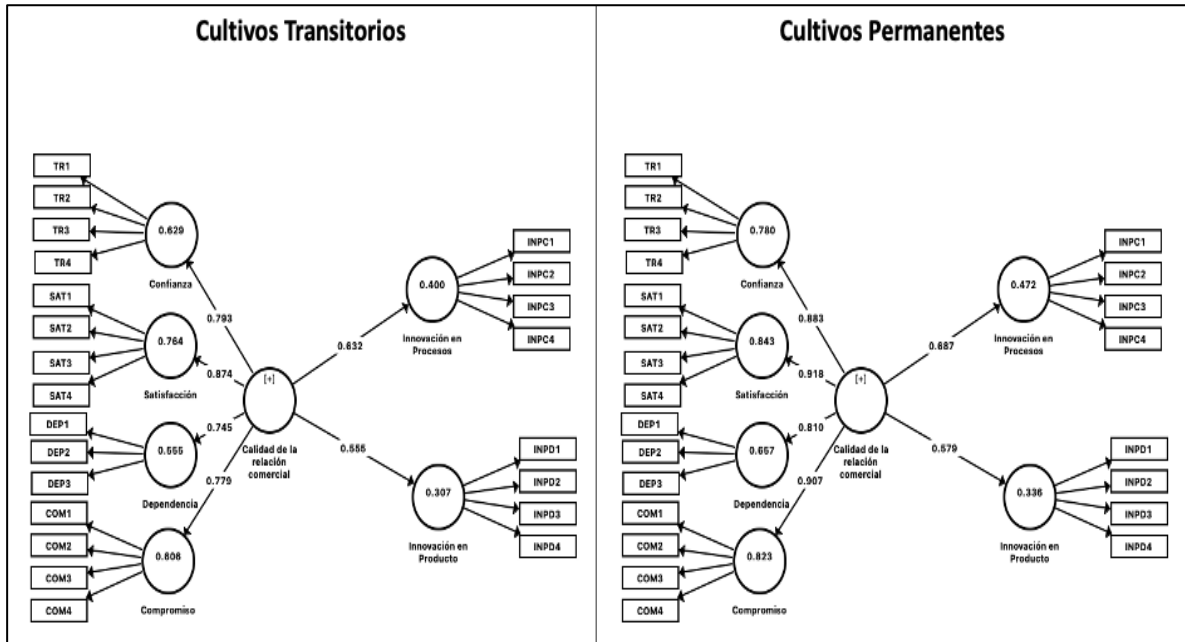 Cultivos Transitorios
TR1
TR2
TR3
TR4
0.629
Confianza
SAT1
SAT2
SAT3
SAT4
0.764
Satisfacción
DEP1
DEP2
DEP3
0.555
Dependencia
COM1
COM2
COM3
COM4
0.606
Compromiso
0.793
0.874
0.745
0.779
[+]
Calidad de la
relación
comercial
0.632
0.555
0.400
Innovación en
Procesos
INPC1
INPC2
INPC3
INPC4
0.307
Innovación en
Producto
INPD1
INPD2
INPD3
INPD4
Cultivos Permanentes
TR1
TR2
TR3
TR4
0.780
Confianza
SAT1
SAT2
SAT3
SAT4
0.843
Satisfacción
DEP1
DEP2
DEP3
0.657
Dependencia
COM1
COM2
COM3
COM4
0.823
Compromiso
0.883
0.918
0.810
0.907
[+]
Calidad de la
relación
comercial
0.687
0.579
0.472
Innovación en
Procesos
INPC1
INPC2
INPC3
INPC4
0.336
Innovación en
Producto
INPD1
INPD2
INPD3
INPD4